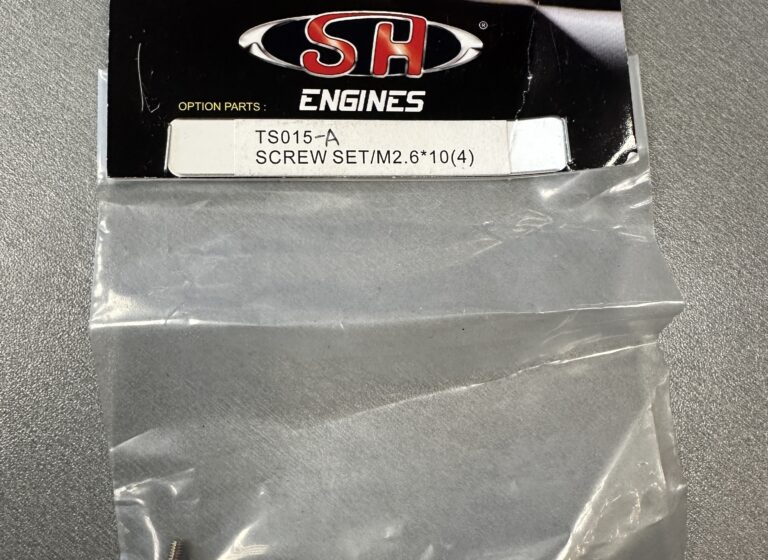 SH ®
ENGINES
OPTION PARTS :
TS015-A
SCREW SET/M2.6*10(4)